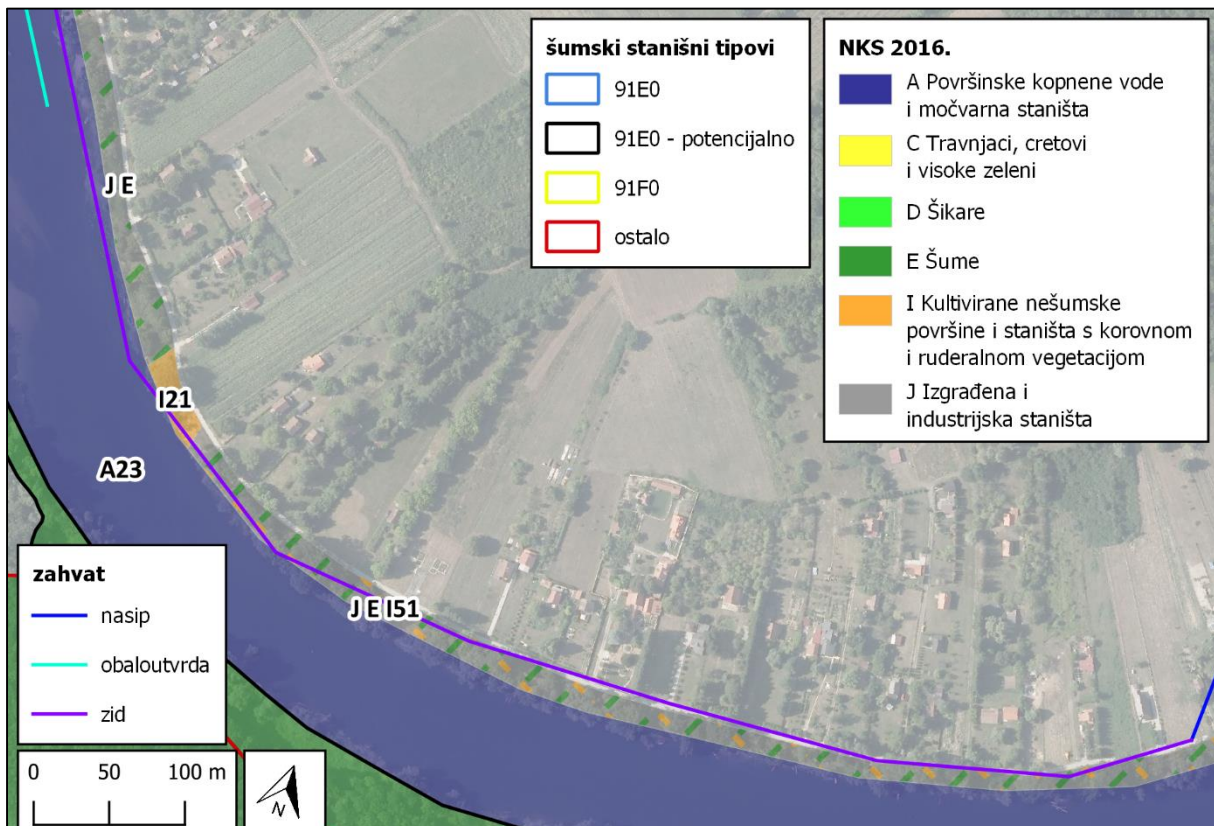 šumski stanišni tipovi
91E0
91E0 - potencijalno
91F0
ostalo
NKS 2016.
A Površinske kopnene vode
i močvarna staništa
C Travnjaci, cretovi
i visoke zeleni
D Šikare
E Šume
I Kultivirane nešumske
površine i staništa s korovnom
i ruderalnom vegetacijom
J Izgrađena i
industrijska staništa
J E
I21
A23
J E I51
zahvat
nasip
obaloutvrda
zid
0 50 100 m
N